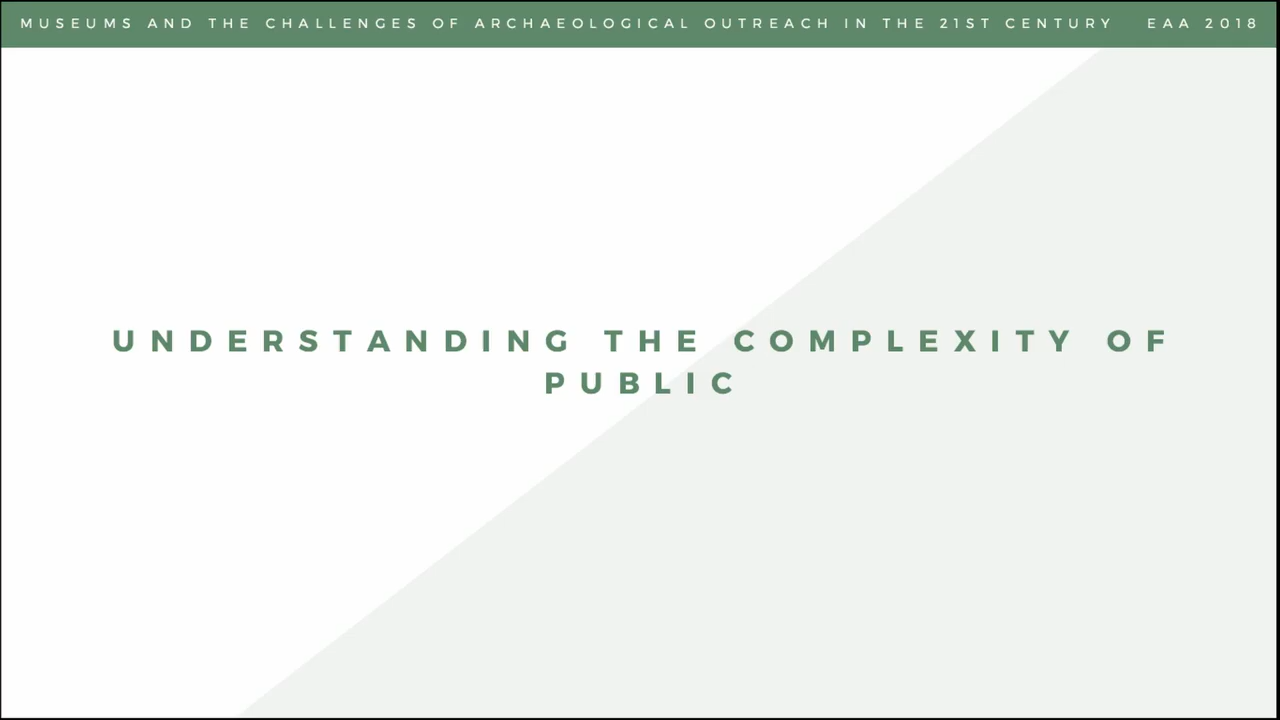 MUSEUMS AND THE CHALLENGES OF ARCHAEOLOGICAL OUTREACH IN THE 21ST CENTURY EAA 2018
UNDERSTANDING THE COMPLEXITY OF
PUBLIC